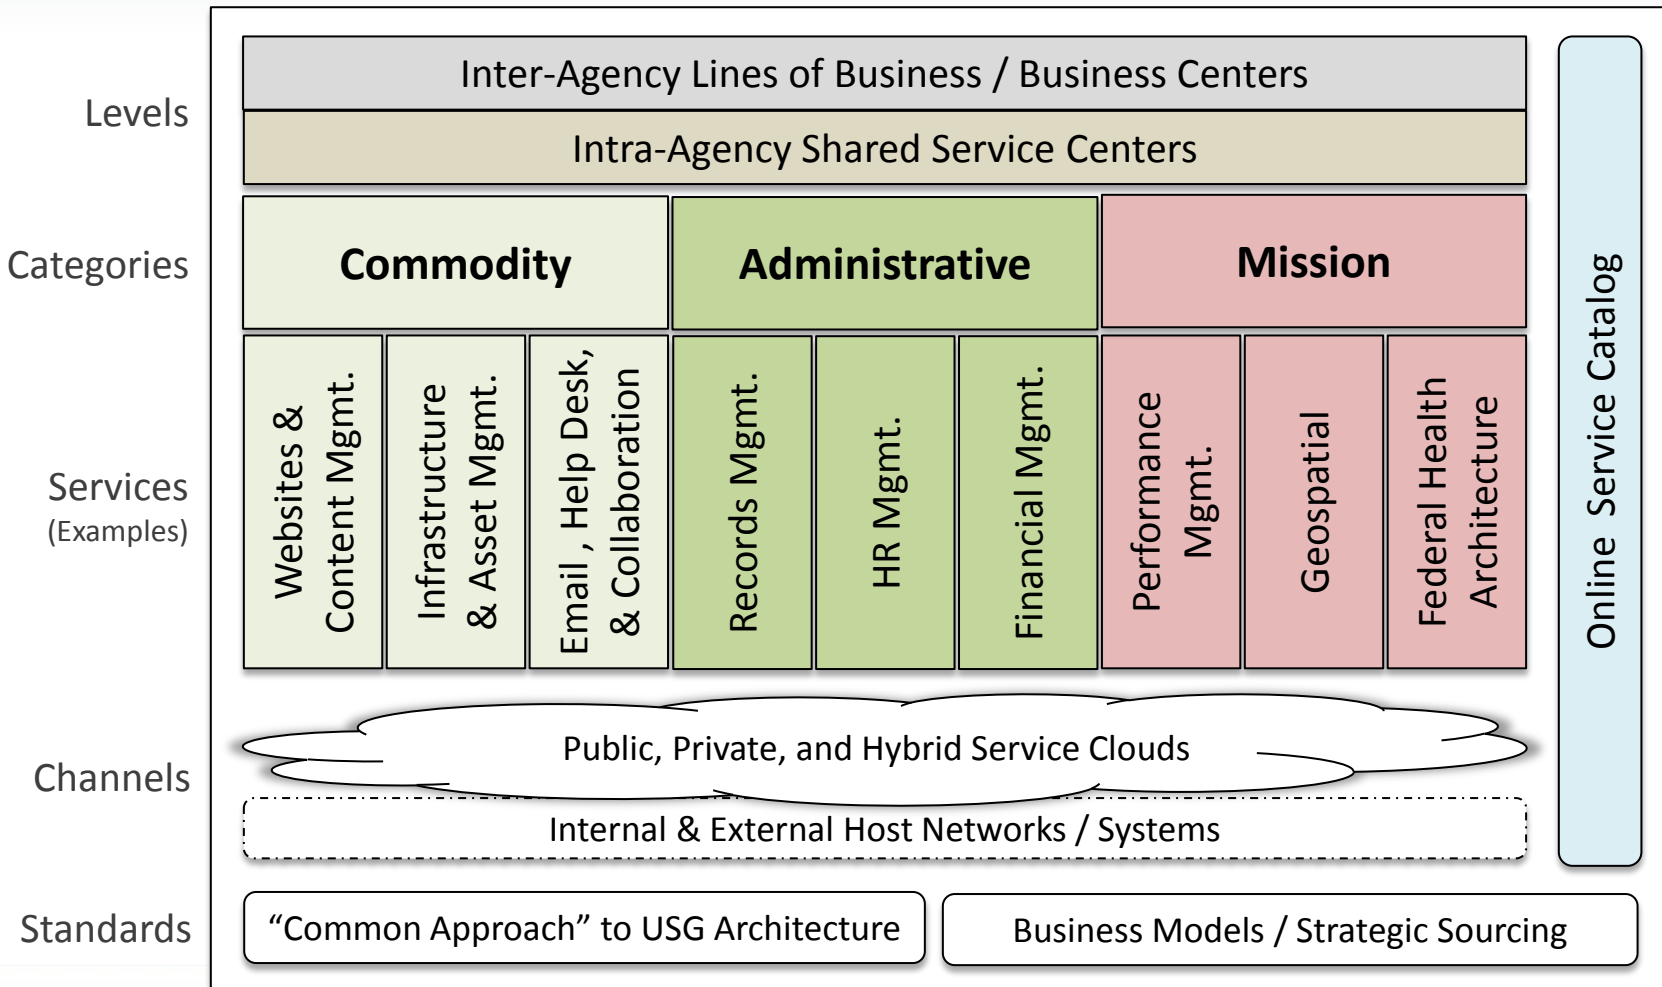 Levels
Inter-Agency Lines of Business / Business Centers
Intra-Agency Shared Service Centers
Categories
Commodity
Administrative
Mission
Services
(Examples)
Websites &
Content Mgmt.
Infrastructure
& Asset Mgmt.
Email , Help Desk,
& Collaboration
Records Mgmt.
HR Mgmt.
Financial Mgmt.
Performance
Mgmt.
Geospatial
Federal Health
Architecture
Channels
Public, Private, and Hybrid Service Clouds
Internal & External Host Networks / Systems
Standards
“Common Approach” to USG Architecture
Business Models / Strategic Sourcing
Online Service Catalog